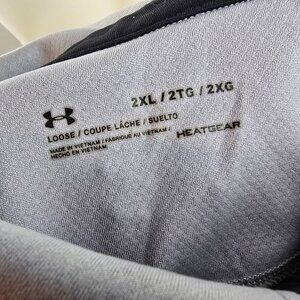 2XL / 2TG / 2XG
LOOSE / COUPE LÂCHE / SUELTO
MADE IN VIETNAM / FABRIQUÉ AU VIETNAM /
HECHO EN VIETNAM
HEATGEAR